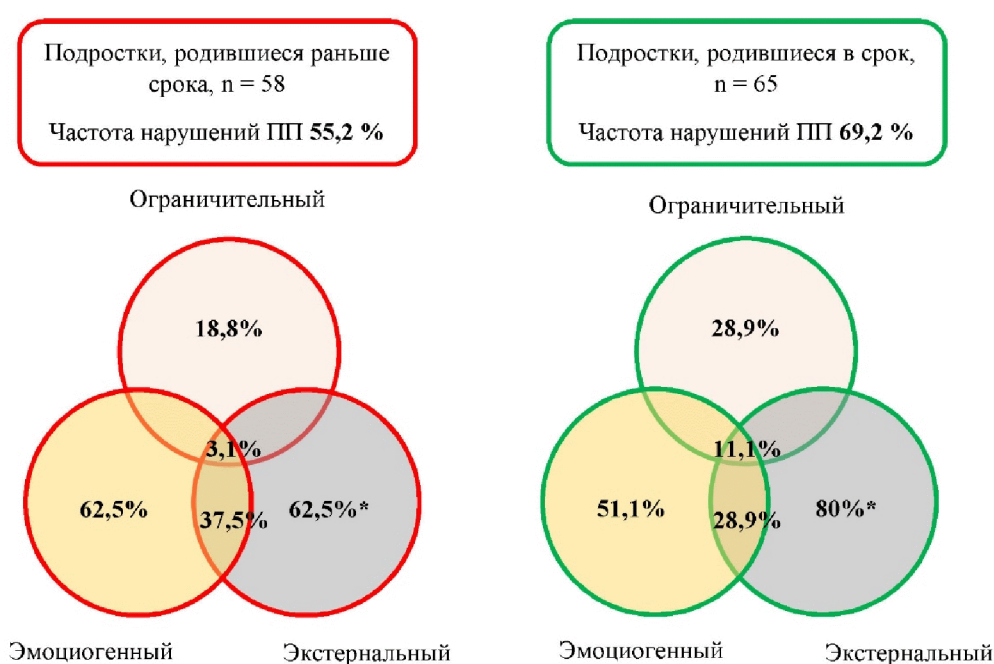 Подростки, родившиеся раньше
срока, n = 58
Частота нарушений ПП 55,2 %
Ограничительный
18,8%
3,1%
62,5%
37,5%
62,5%*
Эмоциогенный
Экстернальный
Подростки, родившиеся в срок,
n = 65
Частота нарушений ПП 69,2 %
Ограничительный
28,9%
11,1%
51,1%
28,9%
80%*
Эмоциогенный
Экстернальный